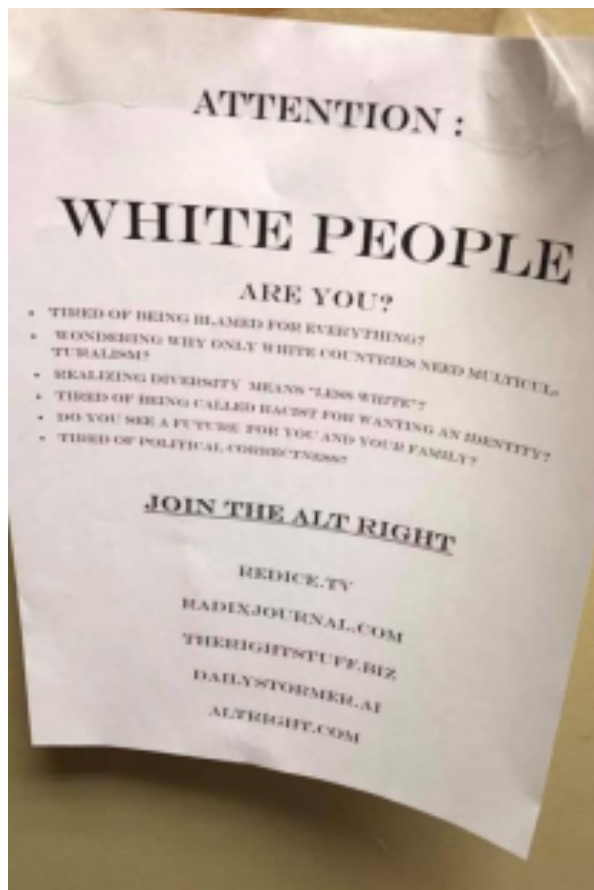 ATTENTION :
WHITE PEOPLE
ARE YOU?
• TIRED OF BEING BLAMED FOR EVERYTHING?
• WONDERING WHY ONLY WHITE COUNTRIES NEED MULTICUL-
TURALISM?
• REALIZING DIVERSITY MEANS "LESS WHITE"?
• TIRED OF BEING CALLED RACIST FOR WANTING AN IDENTITY?
• DO YOU SEE A FUTURE FOR YOU AND YOUR FAMILY?
• TIRED OF POLITICAL CORRECTNESS?
JOIN THE ALT RIGHT
REDICE.TV
RADIXJOURNAL.COM
THERIGHTSTUFF.BIZ
DAILYSTORMER.AI
ALTRIGHT.COM